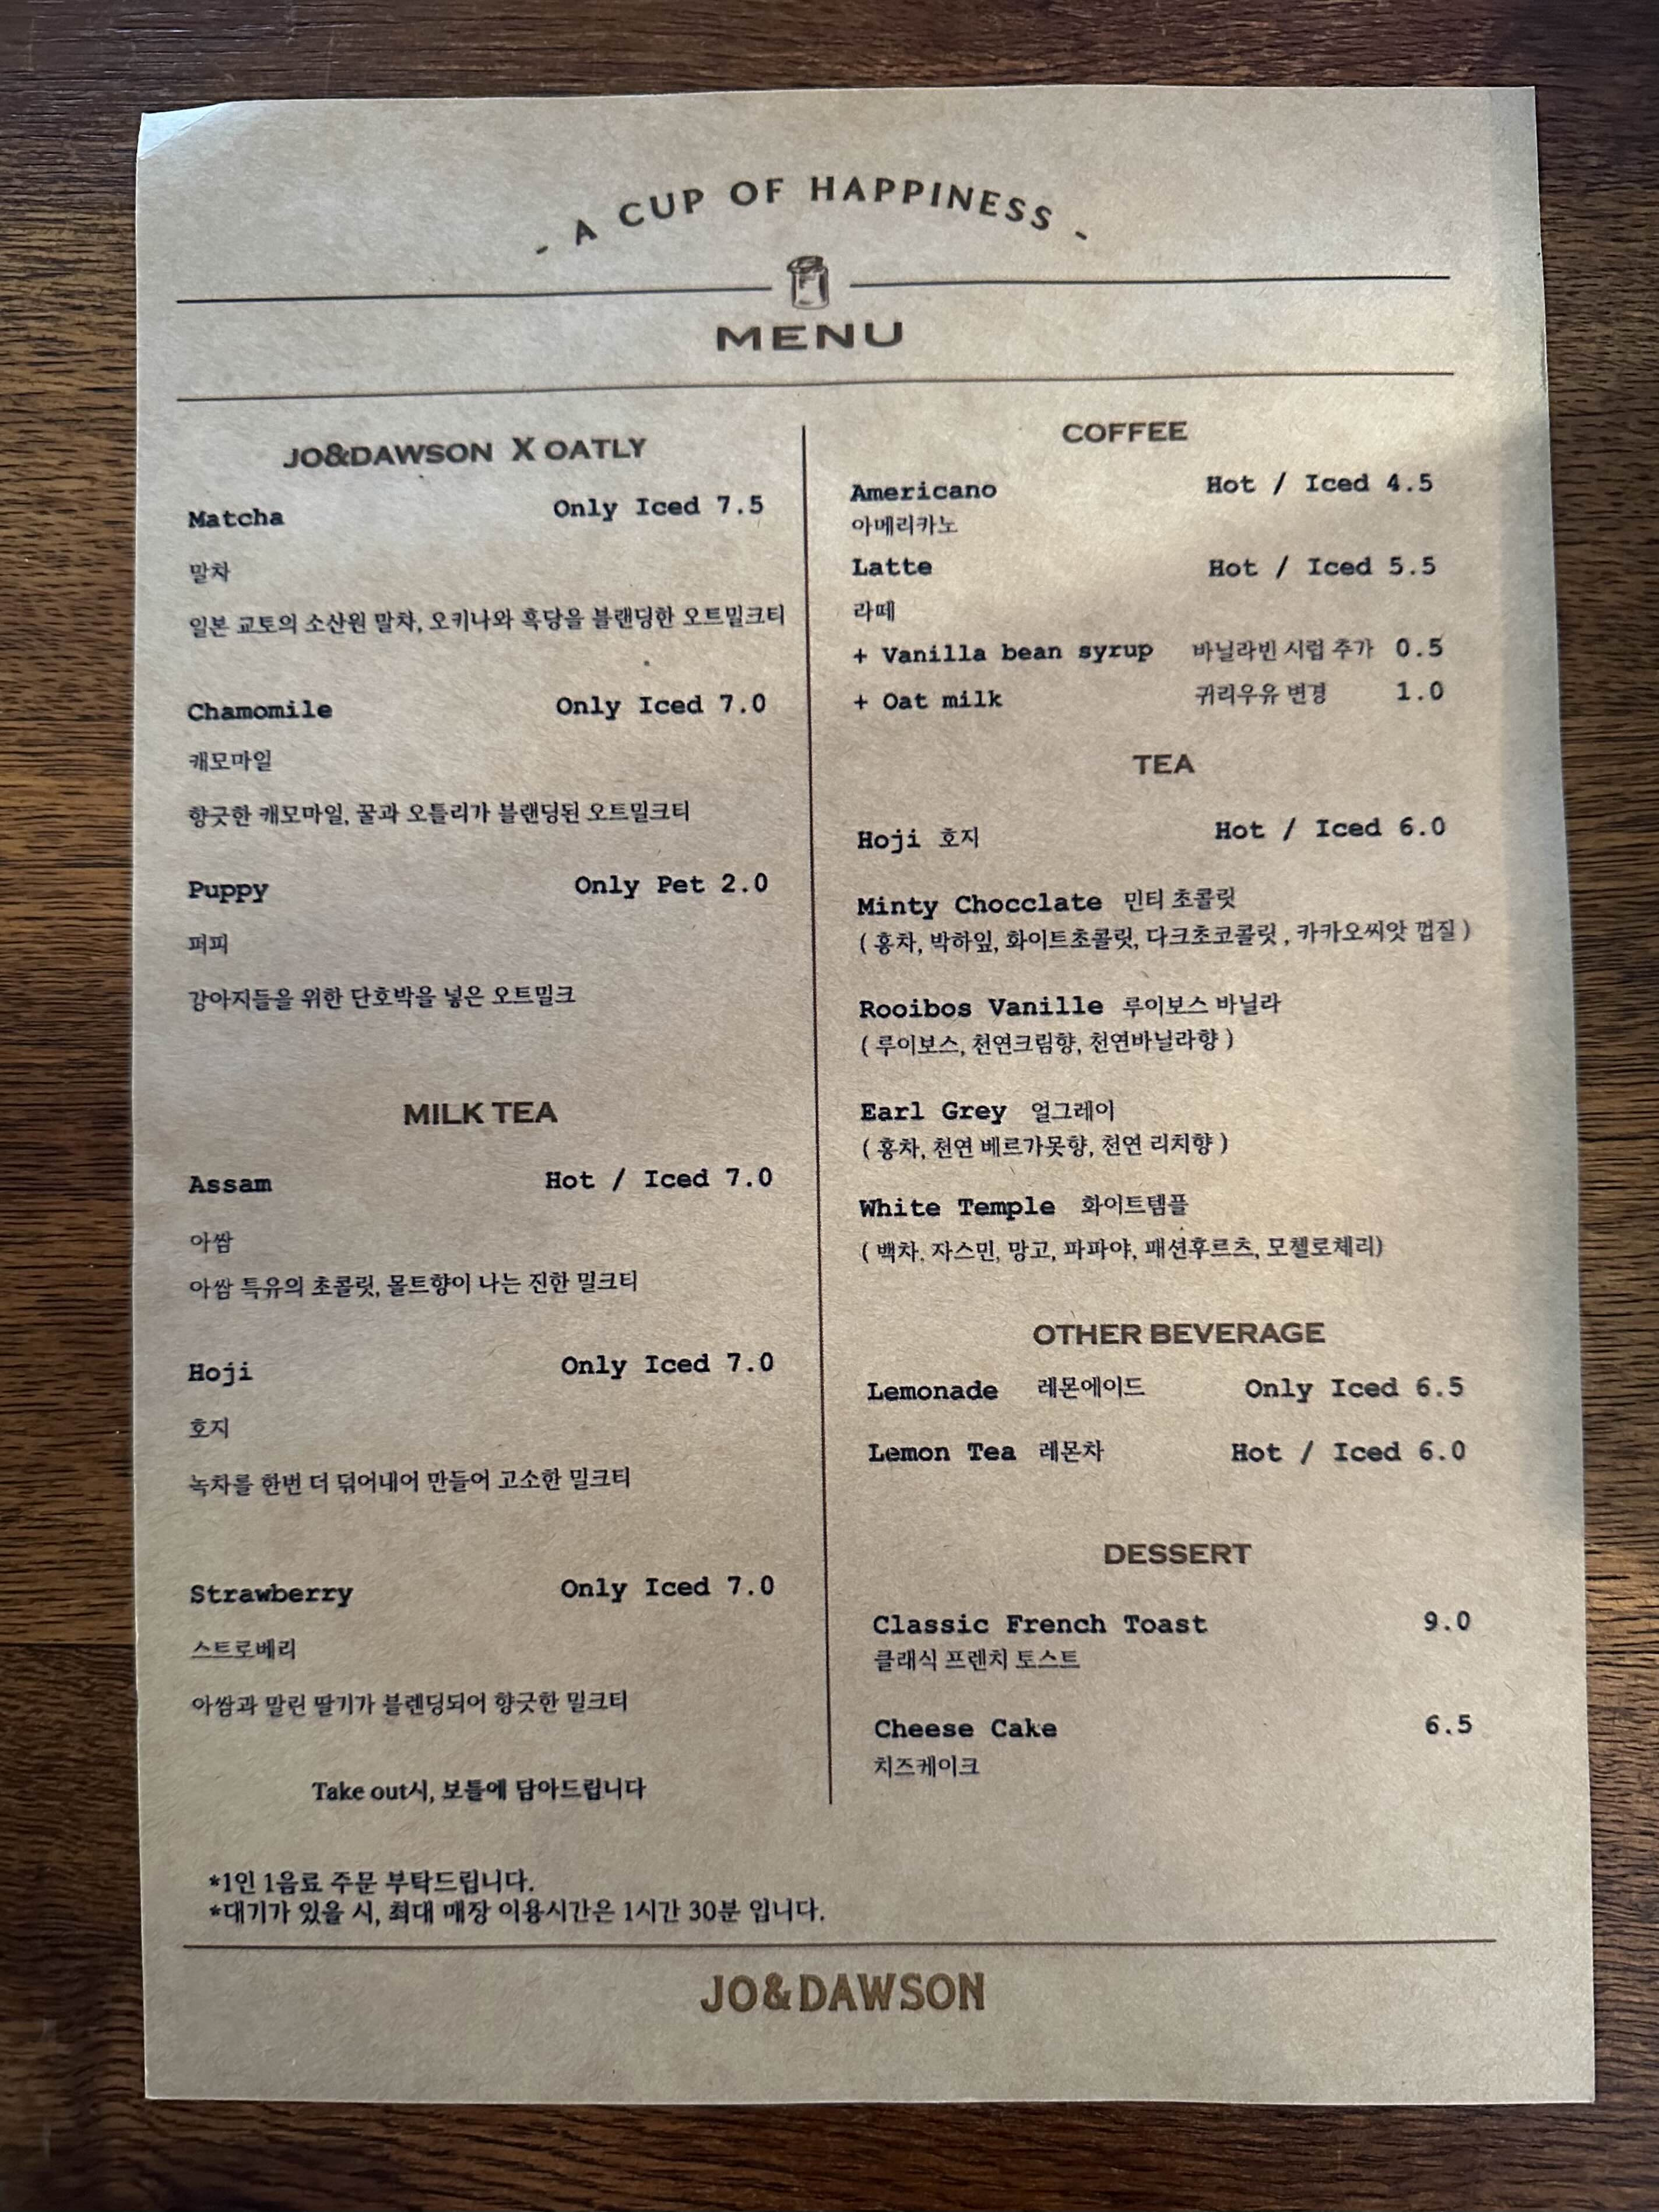 - A CUP OF HAPPINESS -
MENU
JO&DAWSON X OATLY
Matcha Only Iced 7.5
말차
일본 교토의 소산원 말차, 오키나와 흑당을 블랜딩한 오트밀크티
Chamomile Only Iced 7.0
캐모마일
향긋한 캐모마일, 꿀과 오틀리가 블랜딩된 오트밀크티
Puppy Only Pet 2.0
퍼피
강아지들을 위한 단호박을 넣은 오트밀크
MILK TEA
Assam Hot / Iced 7.0
아쌈
아쌈 특유의 초콜릿, 몰트향이 나는 진한 밀크티
Hoji Only Iced 7.0
호지
녹차를 한번 더 덖어내어 만들어 고소한 밀크티
Strawberry Only Iced 7.0
스트로베리
아쌈과 말린 딸기가 블렌딩되어 향긋한 밀크티
Take out시, 보틀에 담아드립니다
COFFEE
Americano Hot / Iced 4.5
아메리카노
Latte Hot / Iced 5.5
라떼
+ Vanilla bean syrup 바닐라빈 시럽 추가 0.5
+ Oat milk 귀리우유 변경 1.0
TEA
Hoji 호지 Hot / Iced 6.0
Minty Chocclate 민티 초콜릿
( 홍차, 박하잎, 화이트초콜릿, 다크초코콜릿 , 카카오씨앗 껍질 )
Rooibos Vanille 루이보스 바닐라
( 루이보스, 천연크림향, 천연바닐라향 )
Earl Grey 얼그레이
( 홍차, 천연 베르가못향, 천연 리치향 )
White Temple 화이트템플
( 백차, 자스민, 망고, 파파야, 패션후르츠, 모첼로체리)
OTHER BEVERAGE
Lemonade 레몬에이드 Only Iced 6.5
Lemon Tea 레몬차 Hot / Iced 6.0
DESSERT
Classic French Toast 9.0
클래식 프렌치 토스트
Cheese Cake 6.5
치즈케이크
*1인 1음료 주문 부탁드립니다.
*대기가 있을 시, 최대 매장 이용시간은 1시간 30분 입니다.
JO&DAWSON